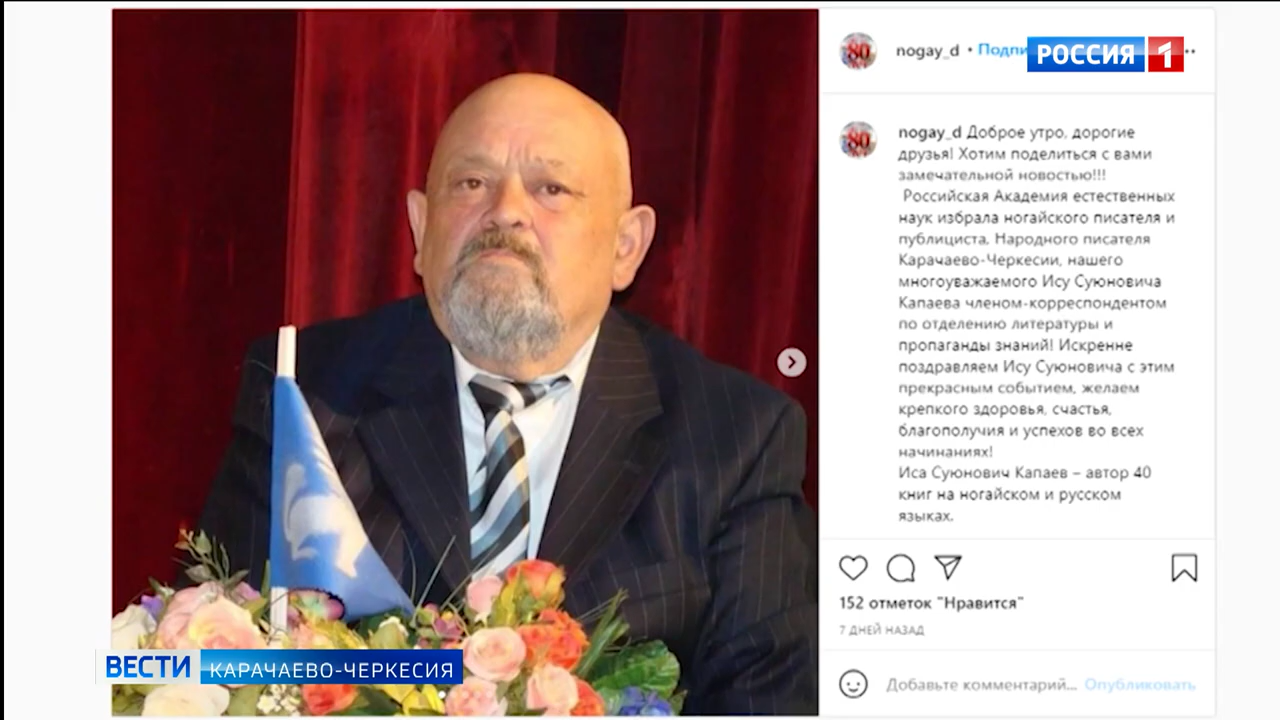 nogay_d • Подпи
РОССИЯ 1
nogay_d Доброе утро, дорогие
друзья! Хотим поделиться с вами
замечательной новостью!!!
Российская Академия естественных
наук избрала ногайского писателя и
публициста, Народного писателя
Карачаево-Черкесии, нашего
многоуважаемого Ису Суюновича
Капаева членом-корреспондентом
по отделению литературы и
пропаганды знаний! Искренне
поздравляем Ису Суюновича с этим
прекрасным событием, желаем
крепкого здоровья, счастья,
благополучия и успехов во всех
начинаниях!
Иса Суюнович Капаев – автор 40
книг на ногайском и русском
языках.
152 отметок "Нравится"
7 ДНЕЙ НАЗАД
Добавьте комментарий... Опубликовать
ВЕСТИ КАРАЧАЕВО-ЧЕРКЕСИЯ